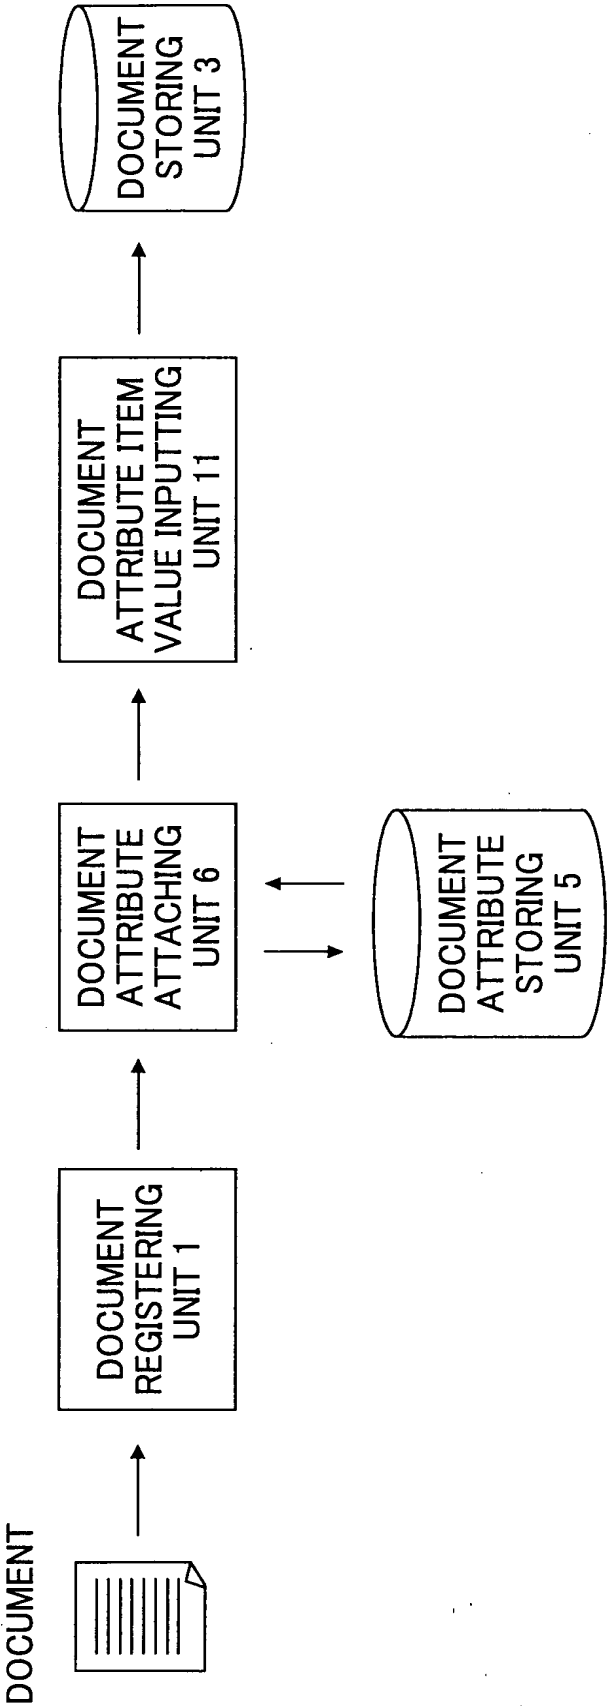 DOCUMENT
DOCUMENT
REGISTERING
UNIT 1
DOCUMENT
ATTRIBUTE
ATTACHING
UNIT 6
DOCUMENT
ATTRIBUTE
STORING
UNIT 5
DOCUMENT
ATTRIBUTE ITEM
VALUE INPUTTING
UNIT 11
DOCUMENT
STORING
UNIT 3